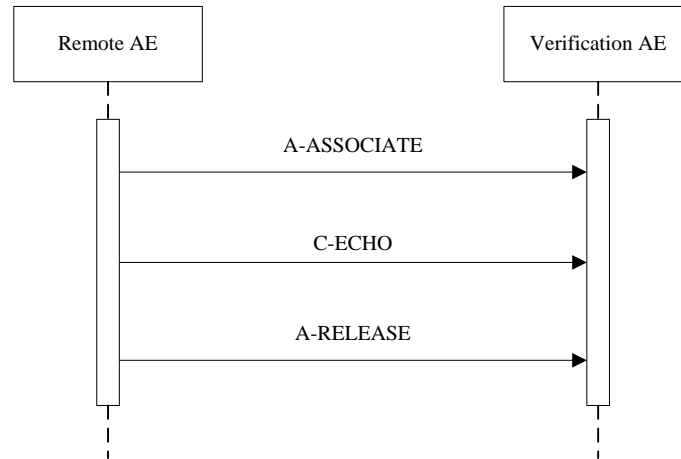 Remote AE
Verification AE
A-ASSOCIATE
C-ECHO
A-RELEASE